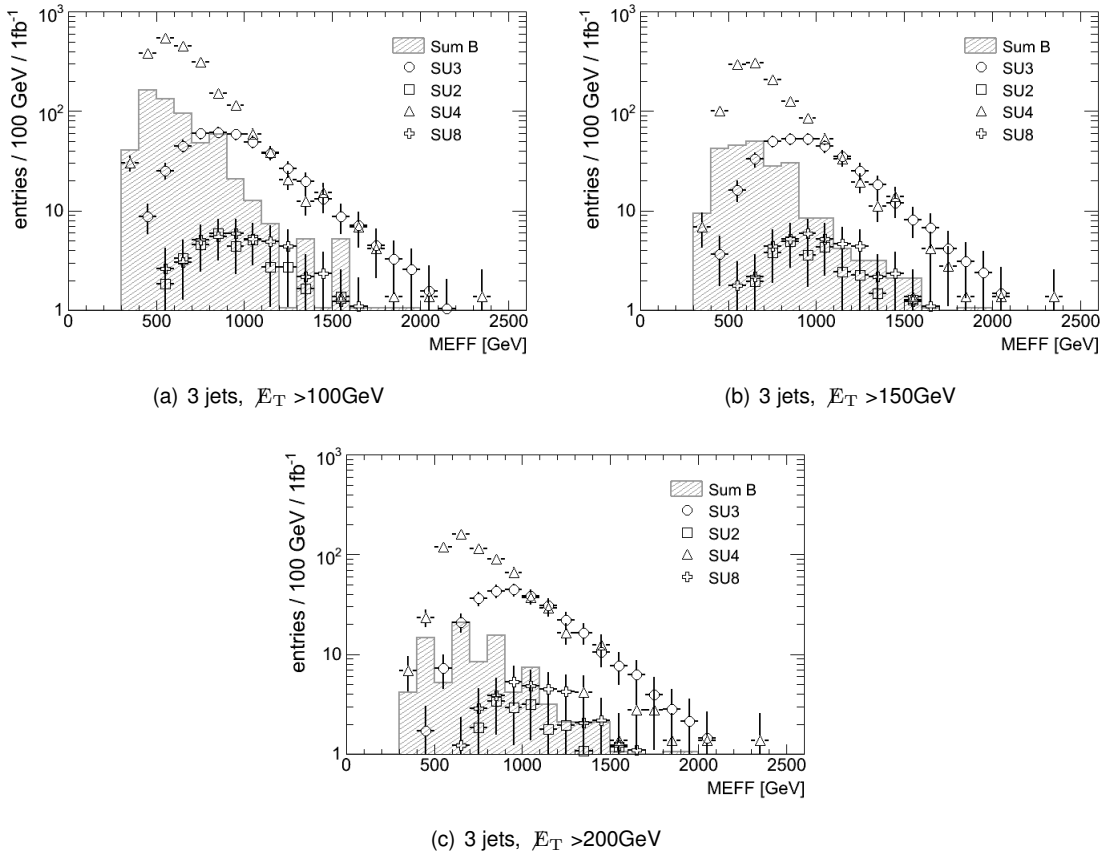 entries / 100 GeV / 1fb⁻¹
10³
10²
10
1
0 500 1000 1500 2000 2500
MEFF [GeV]
Sum B
SU3
SU2
SU4
SU8
(a) 3 jets, E̸_T >100GeV
entries / 100 GeV / 1fb⁻¹
10³
10²
10
1
0 500 1000 1500 2000 2500
MEFF [GeV]
Sum B
SU3
SU2
SU4
SU8
(b) 3 jets, E̸_T >150GeV
entries / 100 GeV / 1fb⁻¹
10³
10²
10
1
0 500 1000 1500 2000 2500
MEFF [GeV]
Sum B
SU3
SU2
SU4
SU8
(c) 3 jets, E̸_T >200GeV